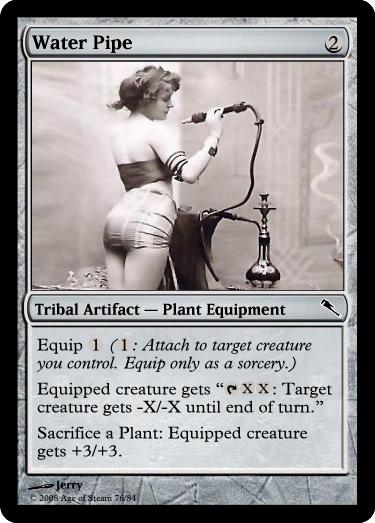 Water Pipe 2
Tribal Artifact — Plant Equipment
Equip 1 (1: Attach to target creature
you control. Equip only as a sorcery.)
Equipped creature gets “X X: Target
creature gets -X/-X until end of turn.”
Sacrifice a Plant: Equipped creature
gets +3/+3.
Jerry
© 2008 Age of Steam 76/84